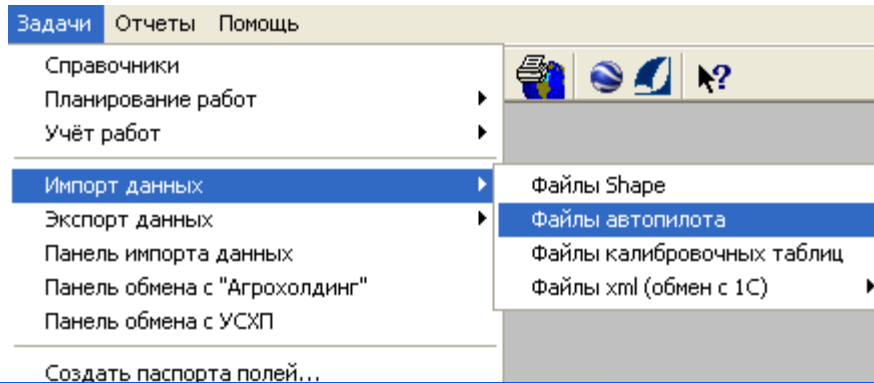 Задачи Отчеты Помощь
Справочники
Планирование работ
Учёт работ
Импорт данных
Экспорт данных
Панель импорта данных
Панель обмена с "Агрохолдинг"
Панель обмена с УСХП
Создать паспорта полей...
Файлы Shape
Файлы автопилота
Файлы калибровочных таблиц
Файлы xml (обмен с 1С)